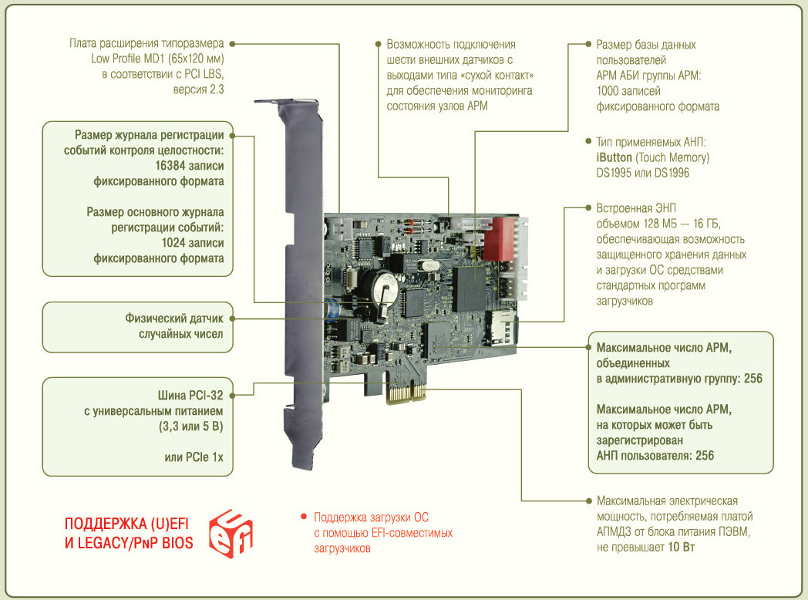 Плата расширения типоразмера
Low Profile MD1 (65x120 мм)
в соответствии с PCI LBS,
версия 2.3
Размер журнала регистрации
событий контроля целостности:
16384 записи
фиксированного формата
Размер основного журнала
регистрации событий:
1024 записи
фиксированного формата
Физический датчик
случайных чисел
Шина PCI-32
с универсальным питанием
(3,3 или 5 В)
или PCIe 1x
ПОДДЕРЖКА (U)EFI
И LEGACY/PnP BIOS
UEFI
Возможность подключения
шести внешних датчиков с
выходами типа «сухой контакт»
для обеспечения мониторинга
состояния узлов АРМ
Поддержка загрузки ОС
с помощью EFI-совместимых
загрузчиков
Размер базы данных
пользователей
АРМ АБИ группы АРМ:
1000 записей
фиксированного формата
Тип применяемых АНП:
iButton (Touch Memory)
DS1995 или DS1996
Встроенная ЭНП
объемом 128 МБ — 16 ГБ,
обеспечивающая возможность
защищенного хранения данных
и загрузки ОС средствами
стандартных программ
загрузчиков
Максимальное число АРМ,
объединенных
в административную группу: 256
Максимальное число АРМ,
на которых может быть
зарегистрирован
АНП пользователя: 256
Максимальная электрическая
мощность, потребляемая платой
АПМДЗ от блока питания ПЭВМ,
не превышает 10 Вт